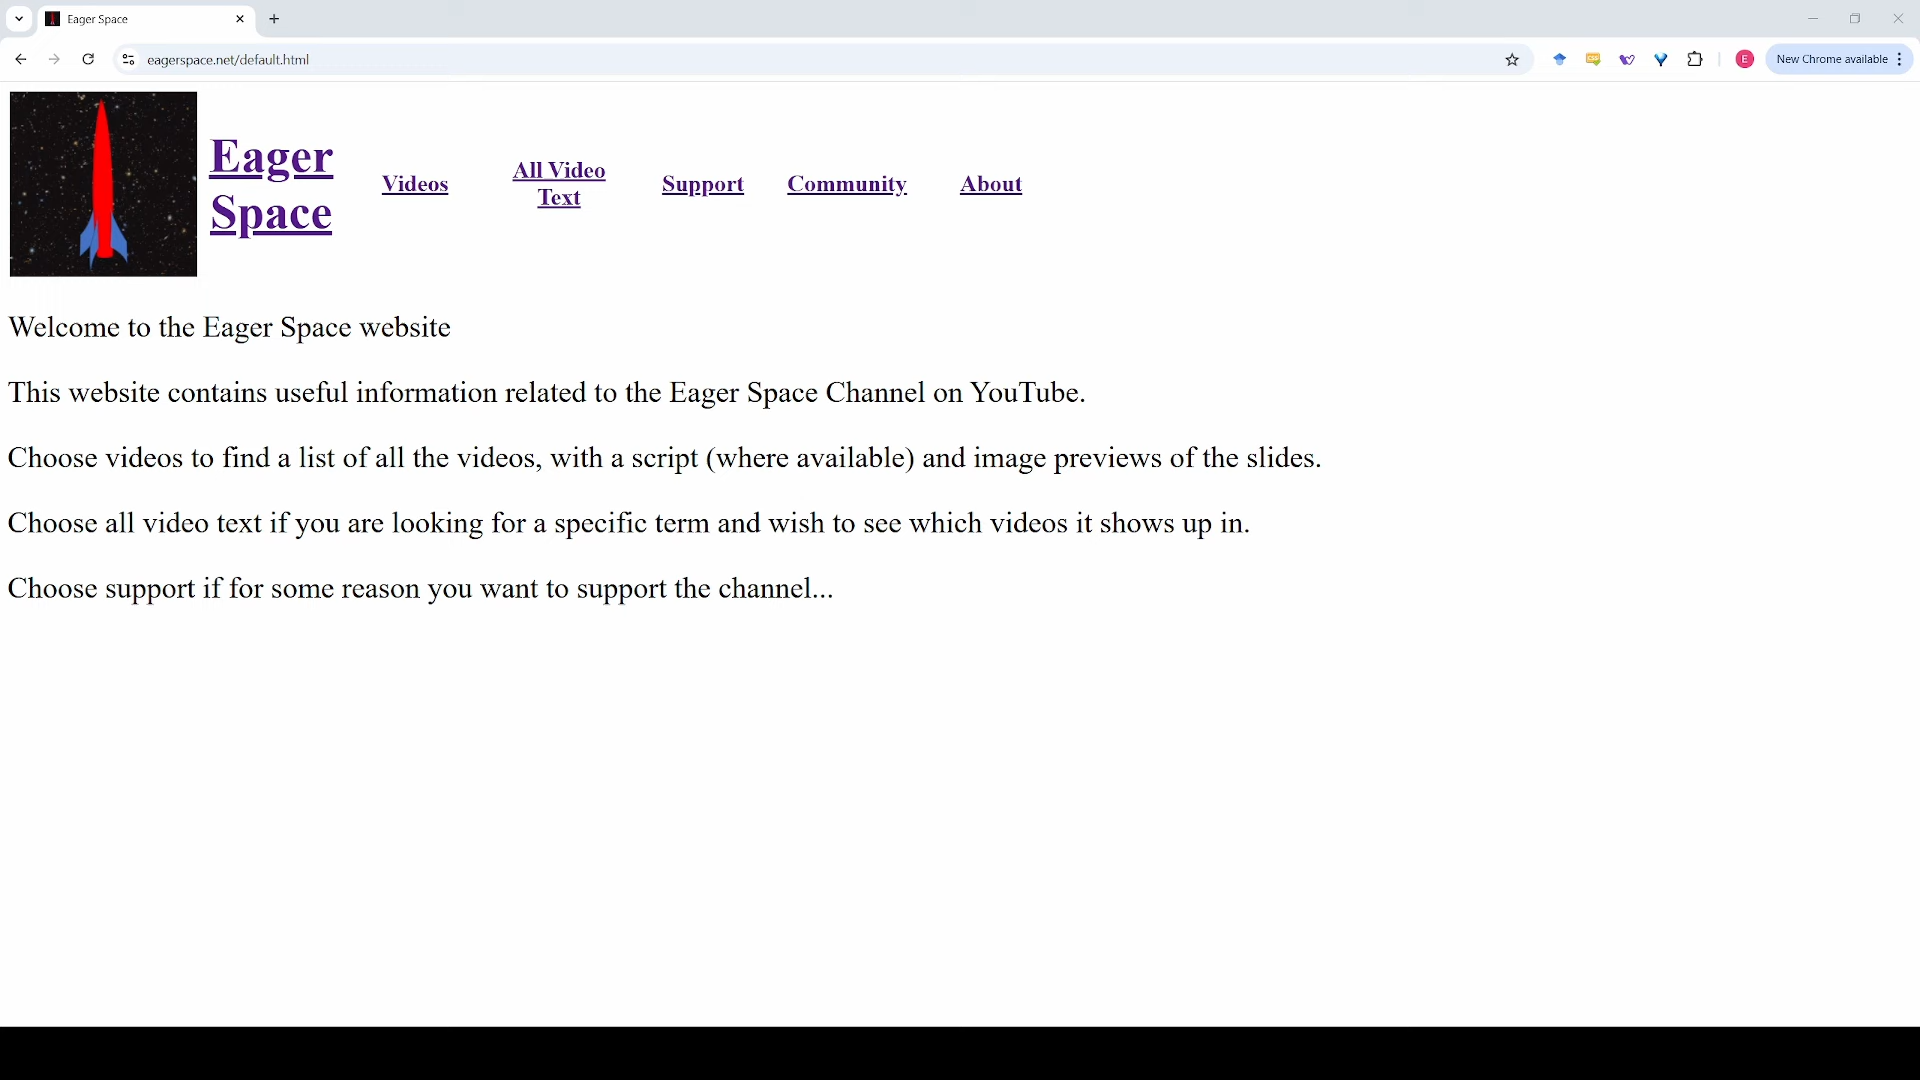 Eager Space
eagerspace.net/default.html
E
New Chrome available
Eager
Space
Videos
All Video
Text
Support
Community
About
Welcome to the Eager Space website
This website contains useful information related to the Eager Space Channel on YouTube.
Choose videos to find a list of all the videos, with a script (where available) and image previews of the slides.
Choose all video text if you are looking for a specific term and wish to see which videos it shows up in.
Choose support if for some reason you want to support the channel...